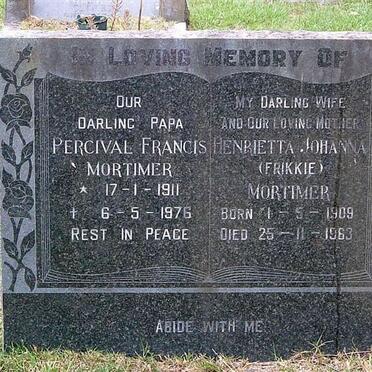 In Loving Memory Of
Our
Darling Papa
Percival Francis
Mortimer
* 17-1-1911
† 6-5-1976
Rest In Peace
My Darling Wife
And Our Loving Mother
Henrietta Johanna
(Frikkie)
Mortimer
Born 1-5-1909
Died 25-11-1963
Abide With Me